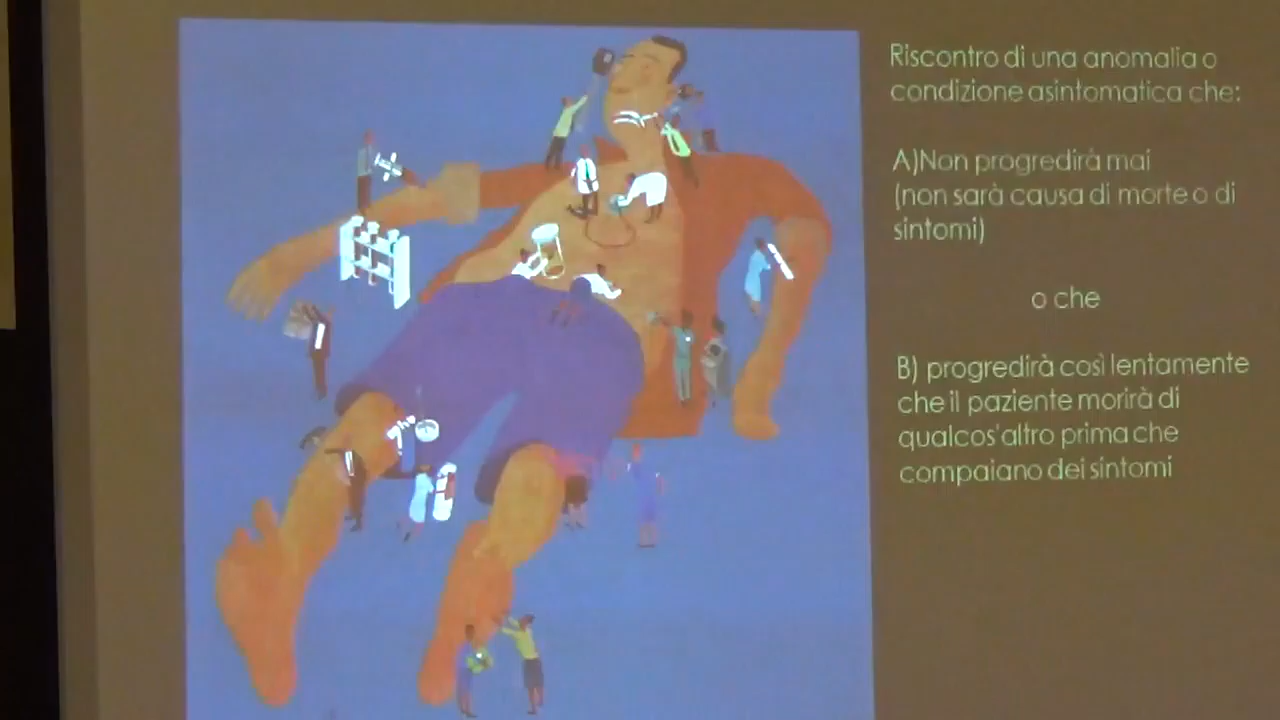 Riscontro di una anomalia o
condizione asintomatica che:
A)Non progredirà mai
(non sarà causa di morte o di
sintomi)
o che
B) progredirà così lentamente
che il paziente morirà di
qualcos'altro prima che
compaiano dei sintomi